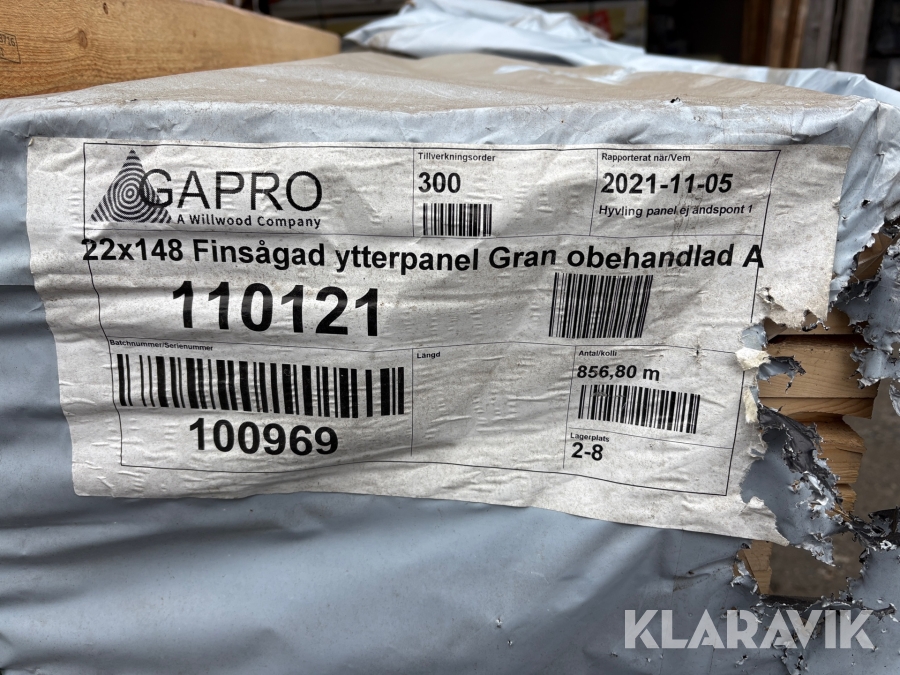 GAPRO
A Willwood Company
Tillverkningsorder
300
Rapporterat när/Vem
2021-11-05
Hyvling panel ej ändspont 1
22x148 Finsågad ytterpanel Gran obehandlad A
110121
Batchnummer/Serienummer
100969
Längd
Antal/kolli
856,80 m
Lagerplats
2-8
KLARAVIK